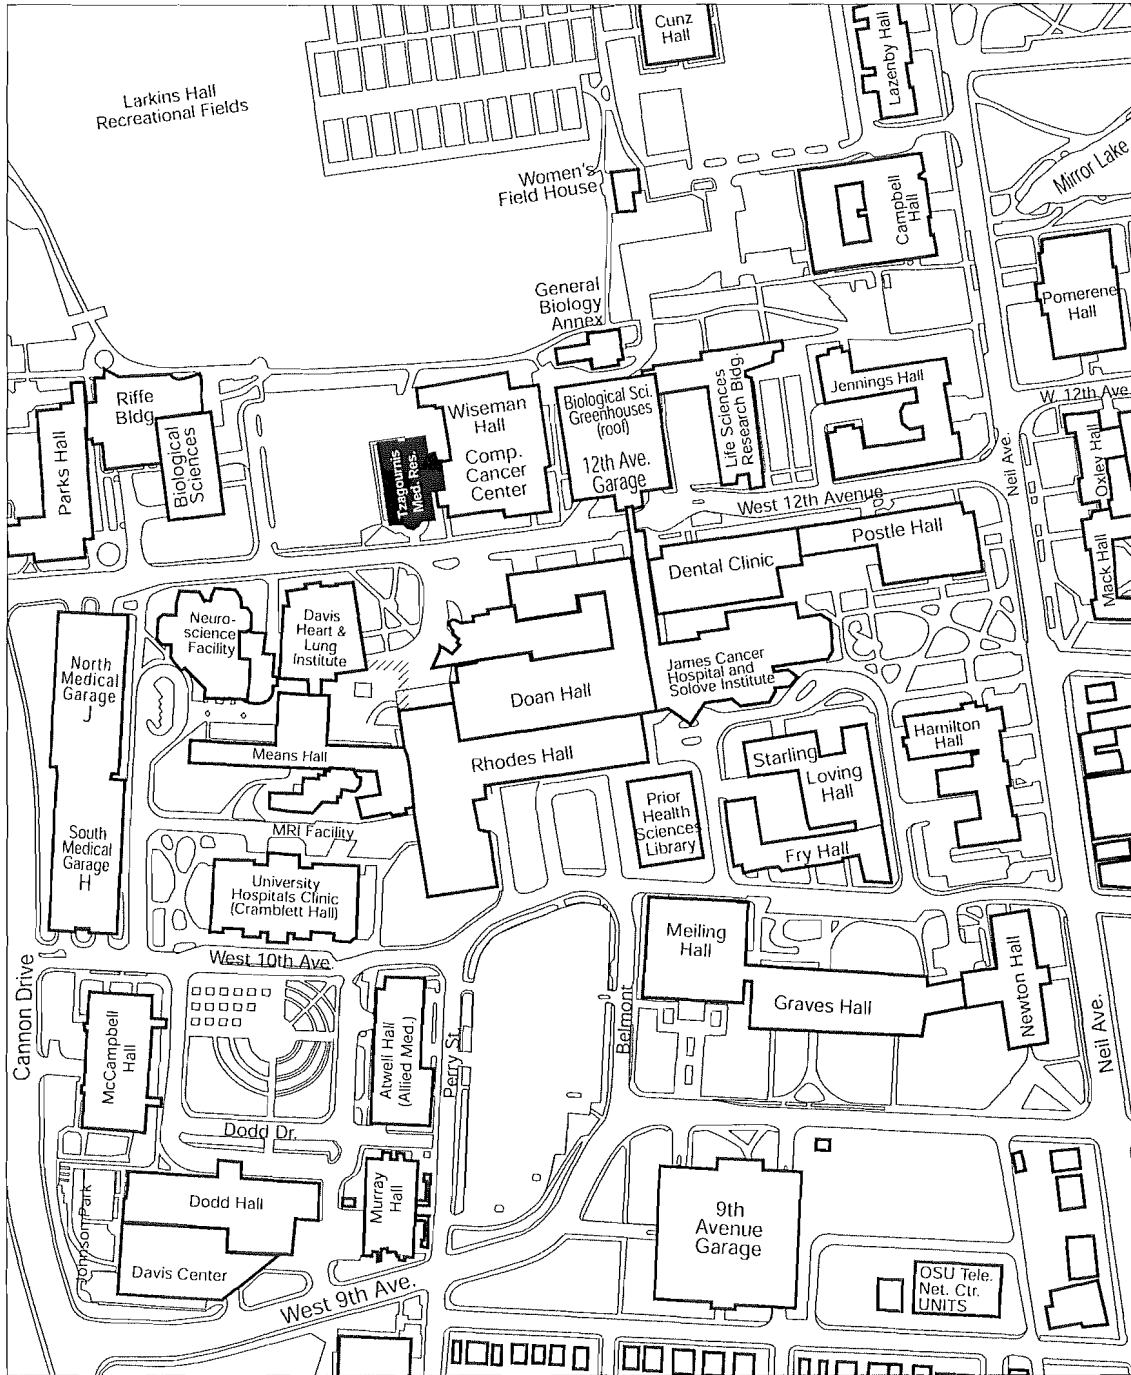 Cunz
Hall
Lazenby Hall
Larkins Hall
Recreational Fields
Women's
Field House
Campbell
Hall
Mirror Lake
General
Biology
Annex
Pomerene
Hall
Parks Hall
Riffe
Bldg.
Biological
Sciences
Tzagournis
Med. Res.
Wiseman
Hall
Comp.
Cancer
Center
Biological Sci.
Greenhouses
(roof)
12th Ave.
Garage
Life Sciences
Research Bldg.
Jennings Hall
W. 12th Ave.
Neil Ave.
Oxley Hall
West 12th Avenue
Mack Hall
Dental Clinic
Postle Hall
North
Medical
Garage
J
Neuro-
science
Facility
Davis
Heart &
Lung
Institute
Doan Hall
James Cancer
Hospital and
Solove Institute
Means Hall
Rhodes Hall
Starling
Loving
Hall
Hamilton
Hall
South
Medical
Garage
H
MRI Facility
Prior
Health
Sciences
Library
Fry Hall
University
Hospitals Clinic
(Cramblett Hall)
West 10th Ave.
Meiling
Hall
Graves Hall
Newton Hall
Cannon Drive
McCampbell
Hall
Atwell Hall
(Allied Med.)
Perry St.
Belmont
Neil Ave.
Dodd Dr.
Johnson Park
Dodd Hall
Murray
Hall
Davis Center
West 9th Ave.
9th
Avenue
Garage
OSU Tele.
Net. Ctr.
UNITS